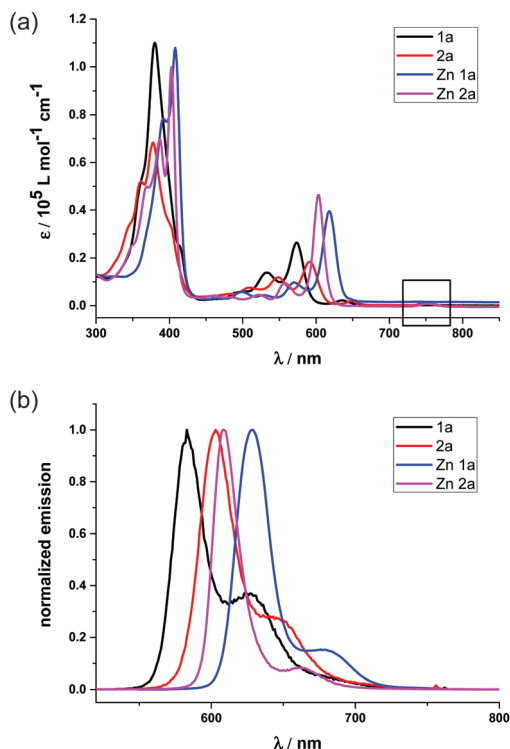 (a)
1.2
1.0
0.8
0.6
0.4
0.2
0.0
ε / 10⁵ L mol⁻¹ cm⁻¹
1a
2a
Zn 1a
Zn 2a
300 400 500 600 700 800
λ / nm
(b)
1.0
0.8
0.6
0.4
0.2
0.0
normalized emission
1a
2a
Zn 1a
Zn 2a
600 700 800
λ / nm